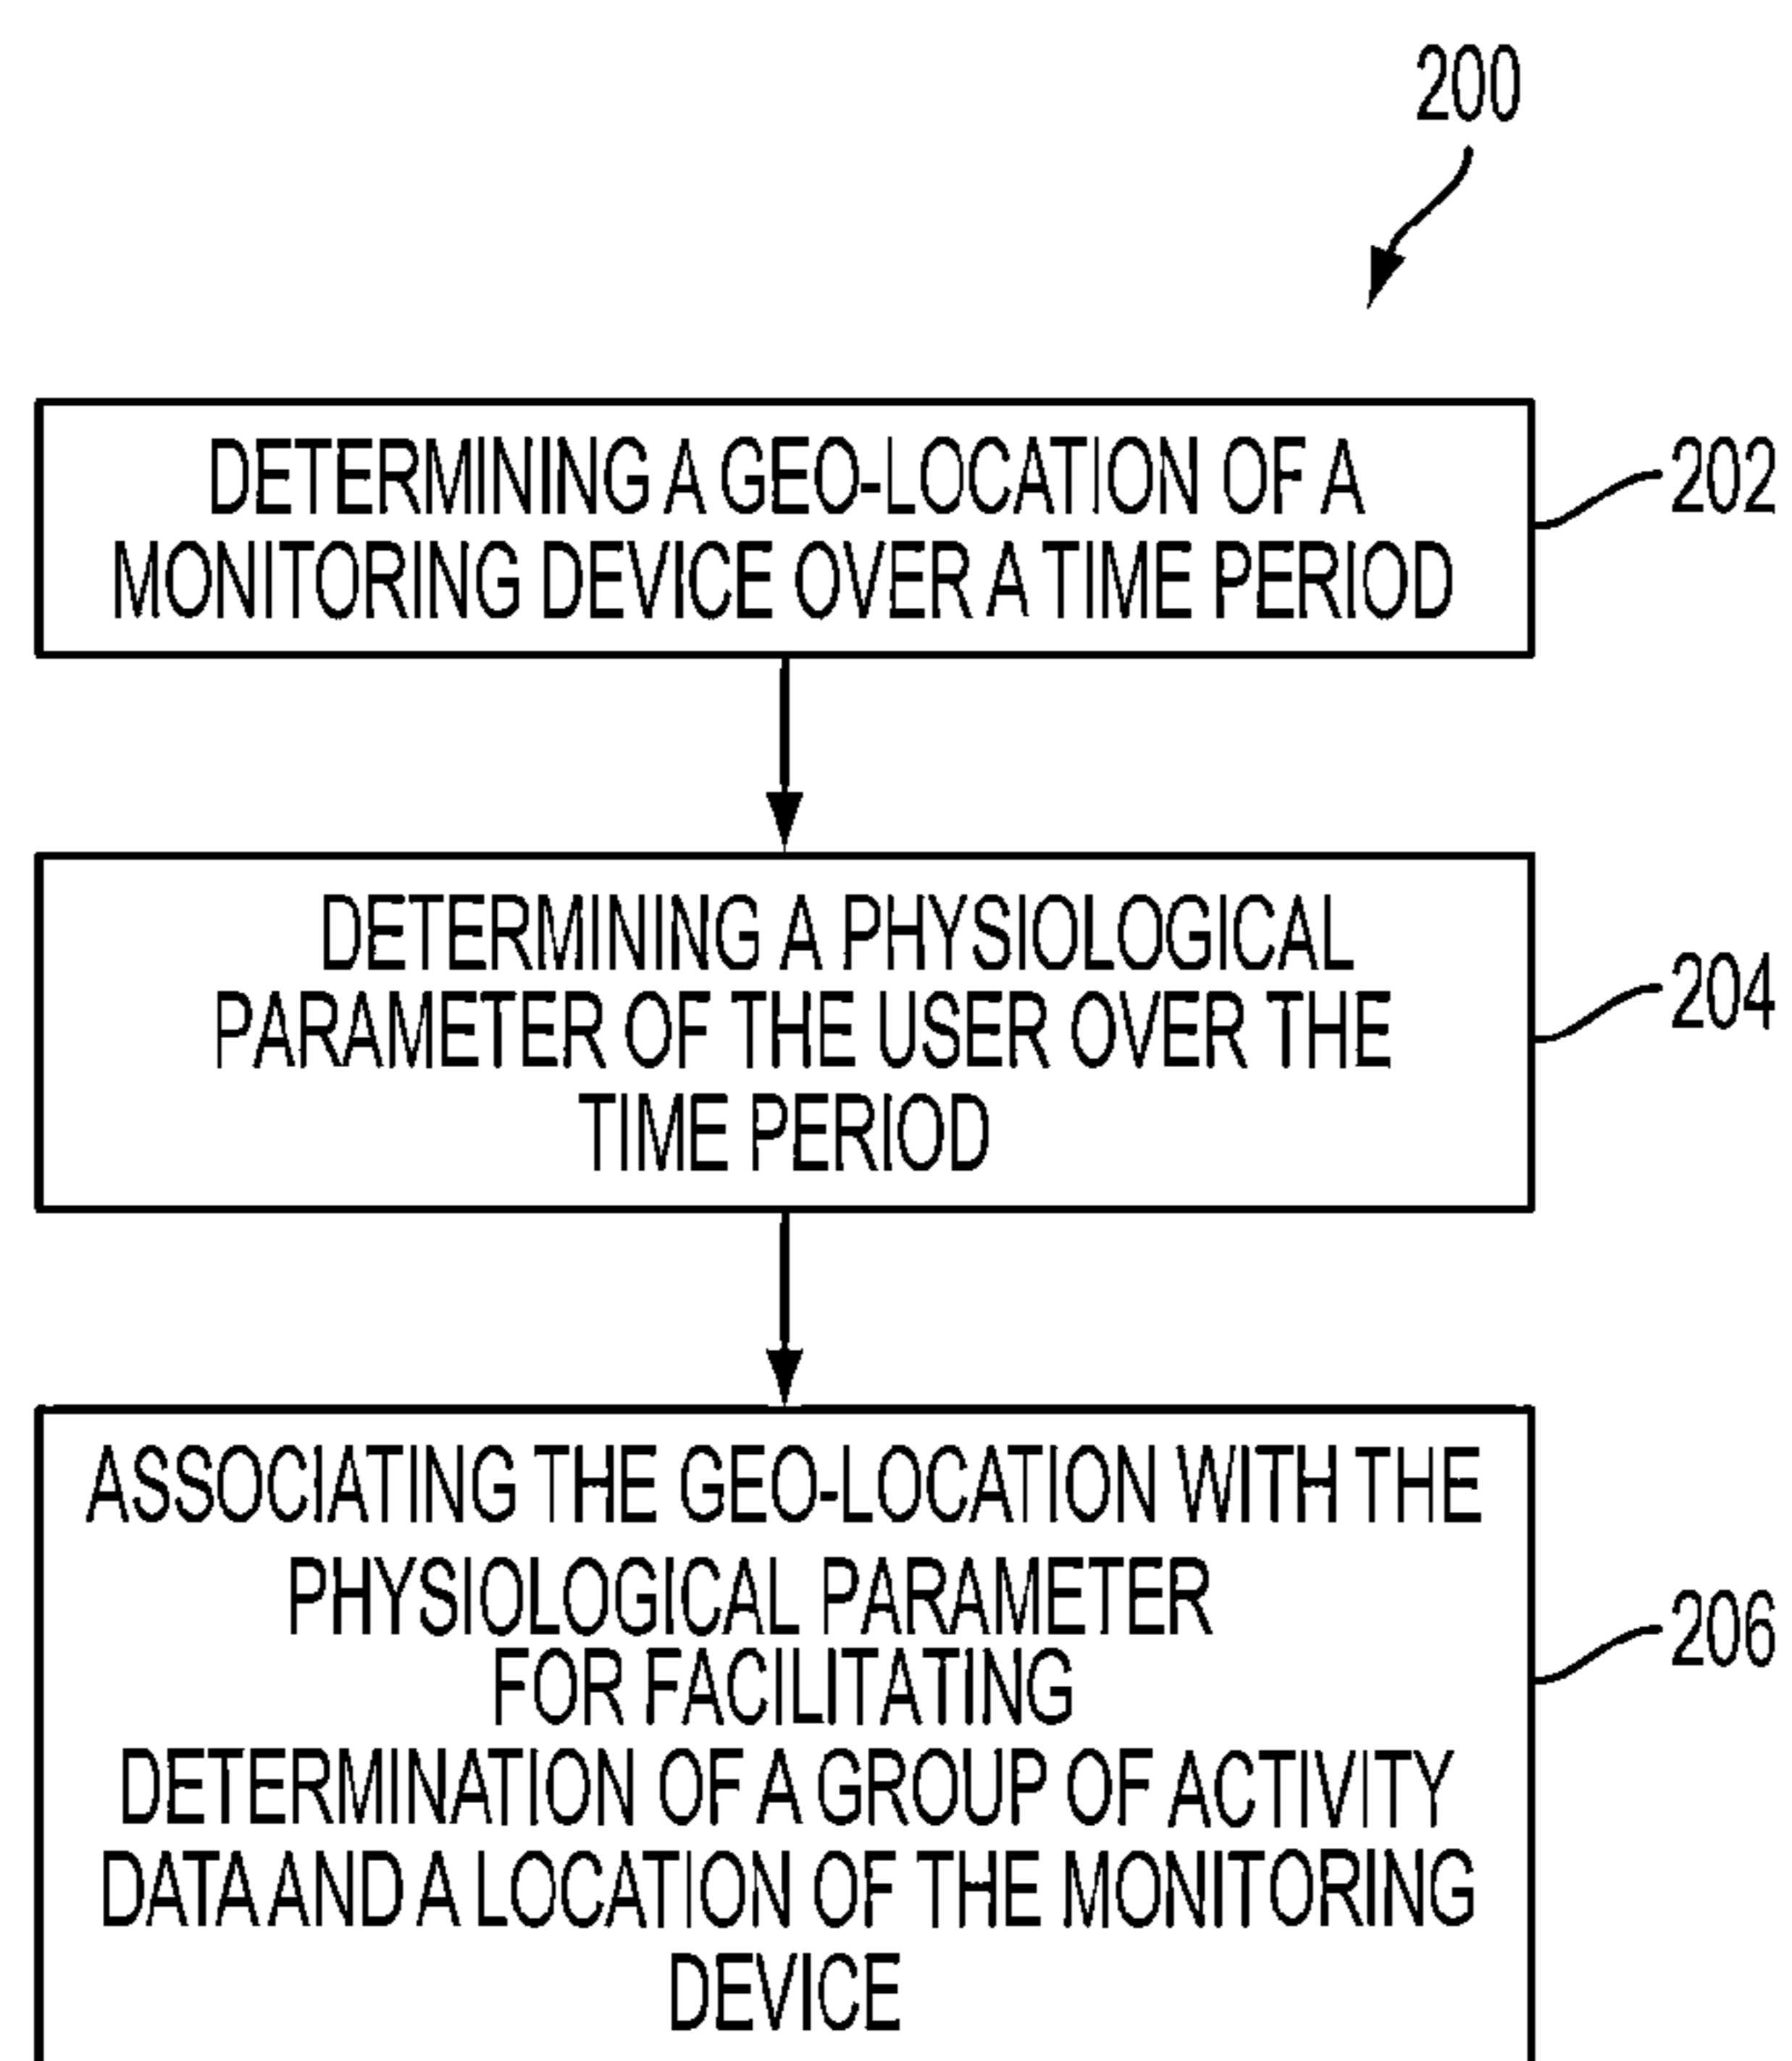 200
DETERMINING A GEO-LOCATION OF A
MONITORING DEVICE OVER A TIME PERIOD
202
DETERMINING A PHYSIOLOGICAL
PARAMETER OF THE USER OVER THE
TIME PERIOD
204
ASSOCIATING THE GEO-LOCATION WITH THE
PHYSIOLOGICAL PARAMETER
FOR FACILITATING
DETERMINATION OF A GROUP OF ACTIVITY
DATA AND A LOCATION OF THE MONITORING
DEVICE
206